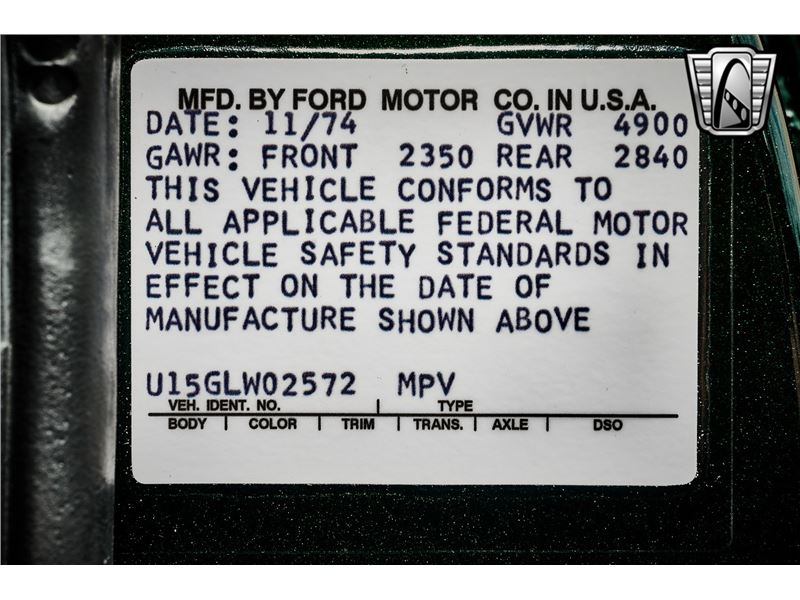 MFD. BY FORD MOTOR CO. IN U.S.A.
DATE: 11/74 GVWR 4900
GAWR: FRONT 2350 REAR 2840
THIS VEHICLE CONFORMS TO
ALL APPLICABLE FEDERAL MOTOR
VEHICLE SAFETY STANDARDS IN
EFFECT ON THE DATE OF
MANUFACTURE SHOWN ABOVE
U15GLW02572 MPV
VEH. IDENT. NO. | TYPE
BODY | COLOR | TRIM | TRANS. | AXLE | DSO